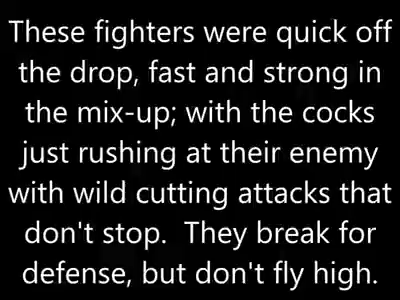 These fighters were quick off
the drop, fast and strong in
the mix-up; with the cocks
just rushing at their enemy
with wild cutting attacks that
don't stop.  They break for
defense, but don't fly high.